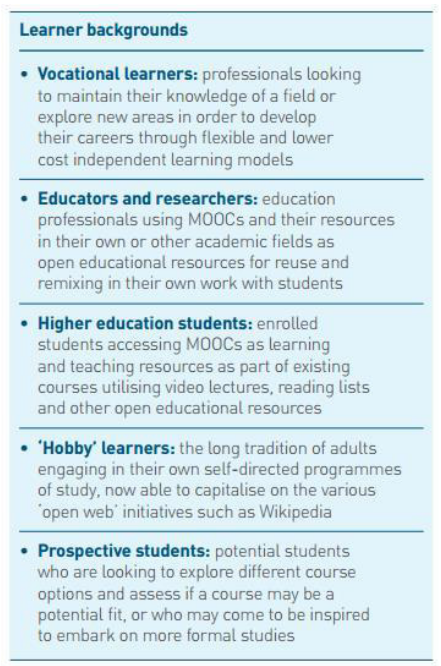 Learner backgrounds
• Vocational learners: professionals looking
to maintain their knowledge of a field or
explore new areas in order to develop
their careers through flexible and lower
cost independent learning models
• Educators and researchers: education
professionals using MOOCs and their resources
in their own or other academic fields as
open educational resources for reuse and
remixing in their own work with students
• Higher education students: enrolled
students accessing MOOCs as learning
and teaching resources as part of existing
courses utilising video lectures, reading lists
and other open educational resources
• ‘Hobby’ learners: the long tradition of adults
engaging in their own self-directed programmes
of study, now able to capitalise on the various
‘open web’ initiatives such as Wikipedia
• Prospective students: potential students
who are looking to explore different course
options and assess if a course may be a
potential fit, or who may come to be inspired
to embark on more formal studies